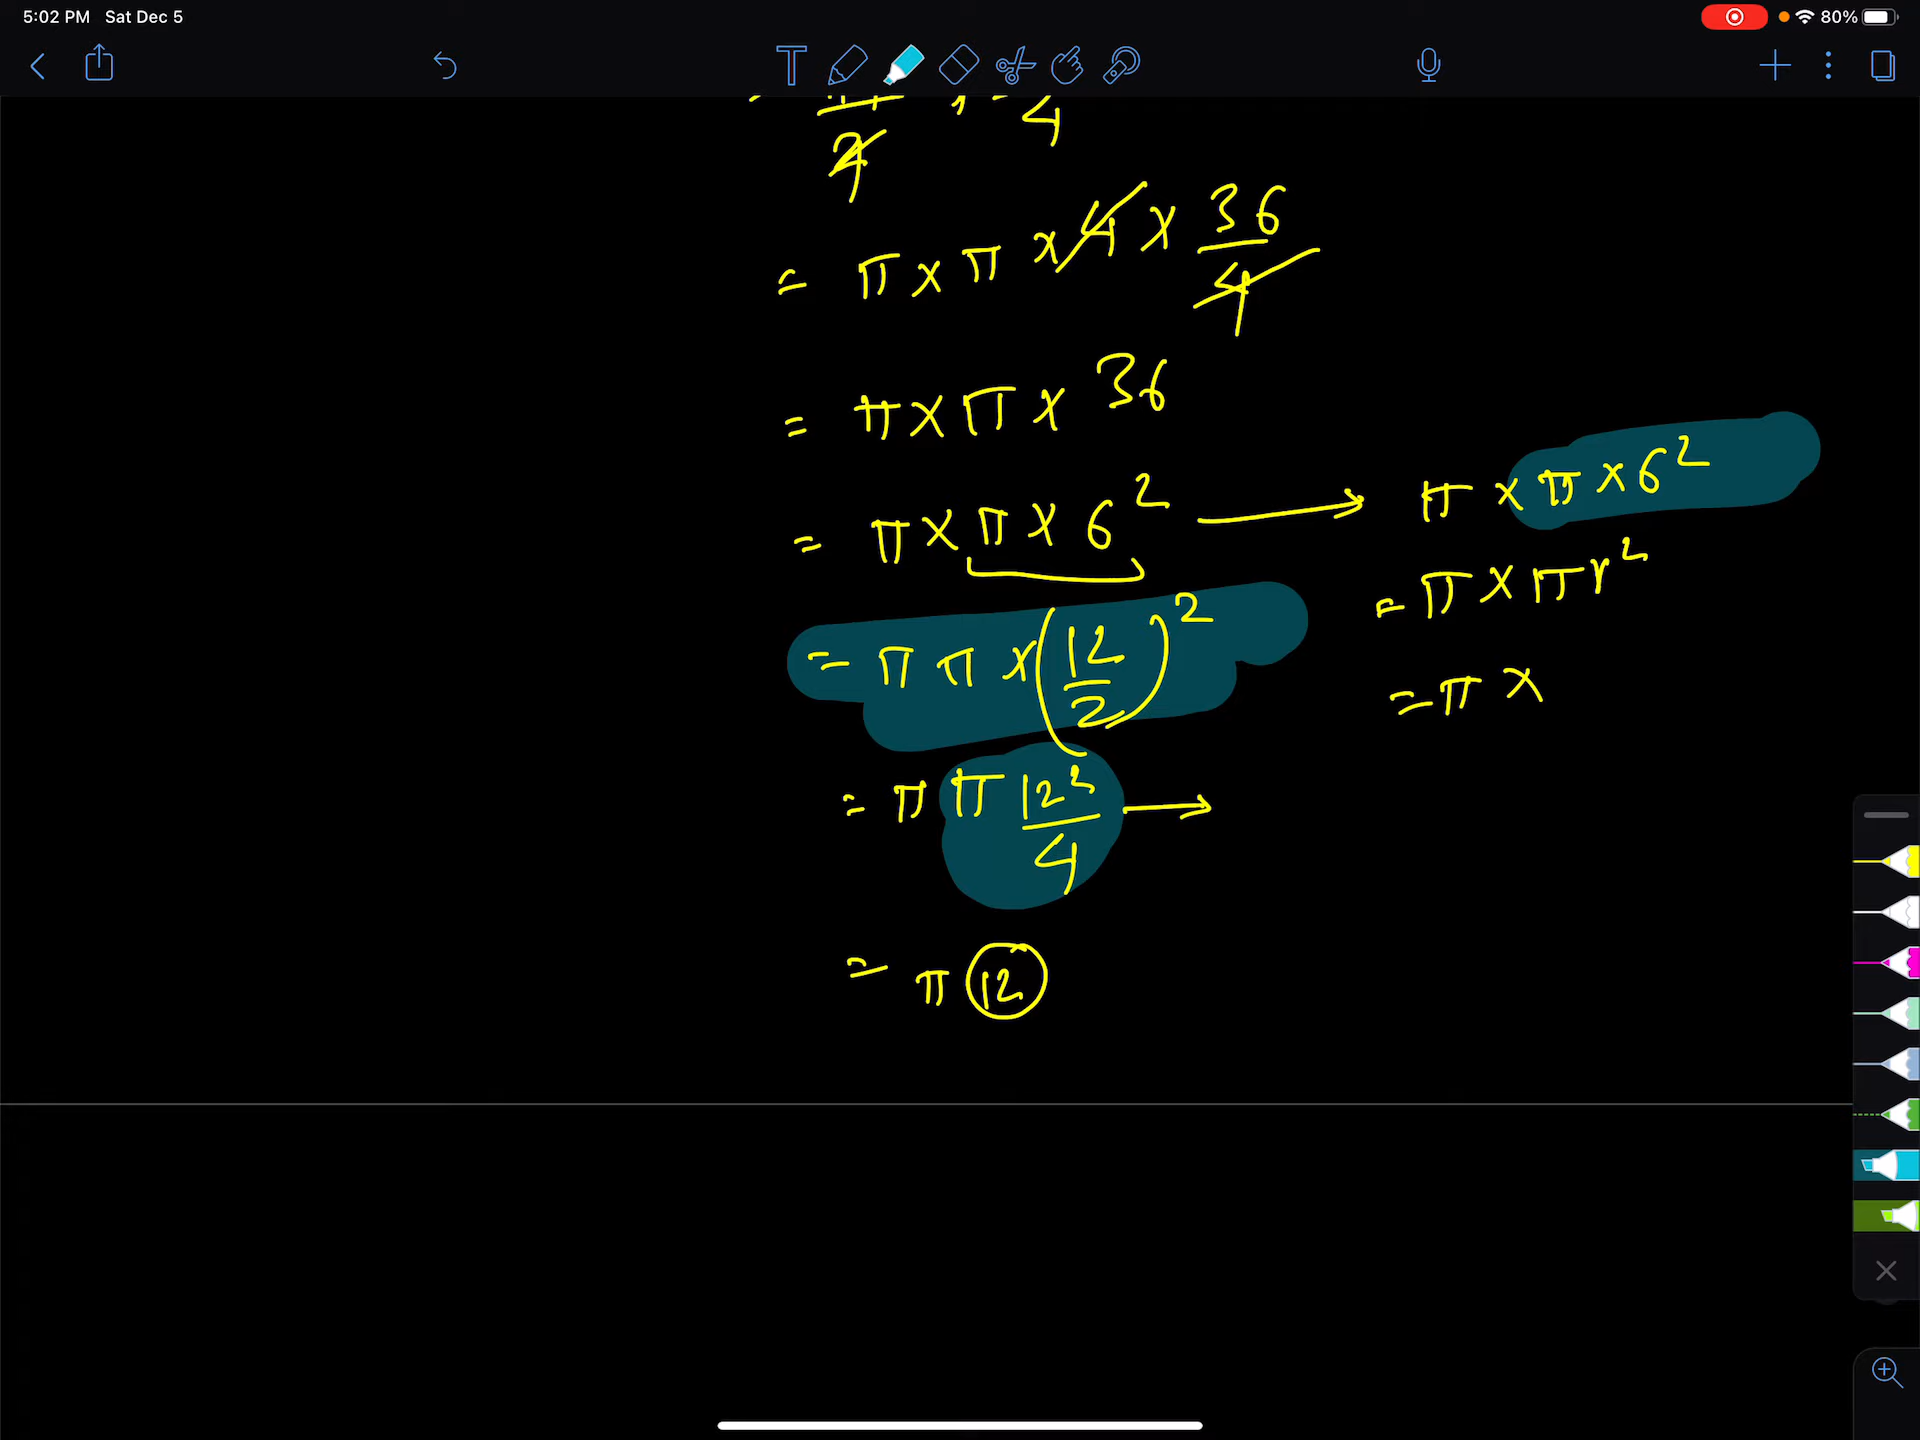 5:02 PM Sat Dec 5
80%
4
= π x π x 4 x 36/4
= π x π x 36
= π x π x 6² → π x π x 6²
= π x πr²
= π π x (12/2)²
= π x
= π π 12²/4 →
= π 12